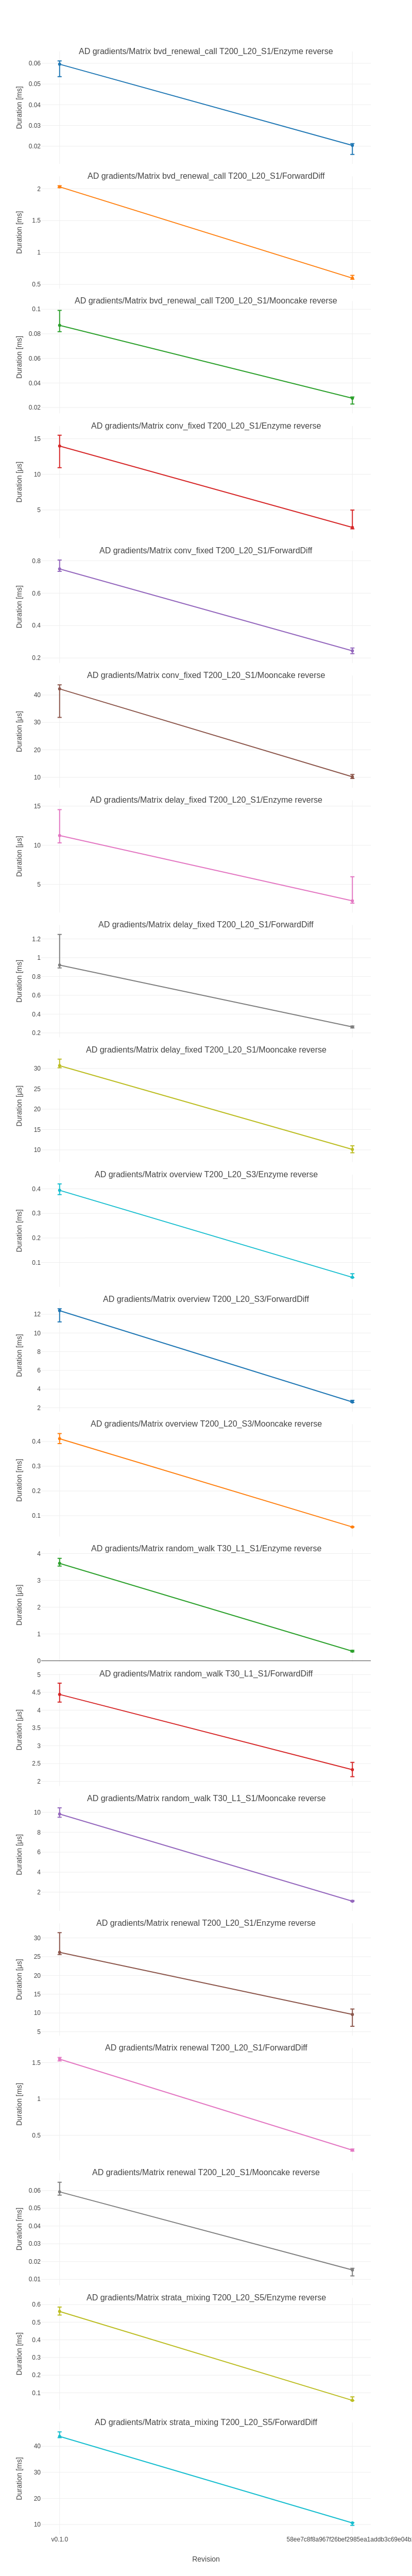 AD gradients/Matrix bvd_renewal_call T200_L20_S1/Enzyme reverse
Duration [ms]
0.06
0.05
0.04
0.03
0.02
AD gradients/Matrix bvd_renewal_call T200_L20_S1/ForwardDiff
Duration [ms]
2
1.5
1
0.5
AD gradients/Matrix bvd_renewal_call T200_L20_S1/Mooncake reverse
Duration [ms]
0.1
0.08
0.06
0.04
0.02
AD gradients/Matrix conv_fixed T200_L20_S1/Enzyme reverse
Duration [μs]
15
10
5
AD gradients/Matrix conv_fixed T200_L20_S1/ForwardDiff
Duration [ms]
0.8
0.6
0.4
0.2
AD gradients/Matrix conv_fixed T200_L20_S1/Mooncake reverse
Duration [μs]
40
30
20
10
AD gradients/Matrix delay_fixed T200_L20_S1/Enzyme reverse
Duration [μs]
15
10
5
AD gradients/Matrix delay_fixed T200_L20_S1/ForwardDiff
Duration [ms]
1.2
1
0.8
0.6
0.4
0.2
AD gradients/Matrix delay_fixed T200_L20_S1/Mooncake reverse
Duration [μs]
30
25
20
15
10
AD gradients/Matrix overview T200_L20_S3/Enzyme reverse
Duration [ms]
0.4
0.3
0.2
0.1
AD gradients/Matrix overview T200_L20_S3/ForwardDiff
Duration [ms]
12
10
8
6
4
2
AD gradients/Matrix overview T200_L20_S3/Mooncake reverse
Duration [ms]
0.4
0.3
0.2
0.1
AD gradients/Matrix random_walk T30_L1_S1/Enzyme reverse
Duration [μs]
4
3
2
1
0
AD gradients/Matrix random_walk T30_L1_S1/ForwardDiff
Duration [μs]
5
4.5
4
3.5
3
2.5
2
AD gradients/Matrix random_walk T30_L1_S1/Mooncake reverse
Duration [μs]
10
8
6
4
2
AD gradients/Matrix renewal T200_L20_S1/Enzyme reverse
Duration [μs]
30
25
20
15
10
5
AD gradients/Matrix renewal T200_L20_S1/ForwardDiff
Duration [ms]
1.5
1
0.5
AD gradients/Matrix renewal T200_L20_S1/Mooncake reverse
Duration [ms]
0.06
0.05
0.04
0.03
0.02
0.01
AD gradients/Matrix strata_mixing T200_L20_S5/Enzyme reverse
Duration [ms]
0.6
0.5
0.4
0.3
0.2
0.1
AD gradients/Matrix strata_mixing T200_L20_S5/ForwardDiff
Duration [ms]
40
30
20
10
v0.1.0
58ee7c8f8a967f26bef2985ea1addb3c69e04b
Revision